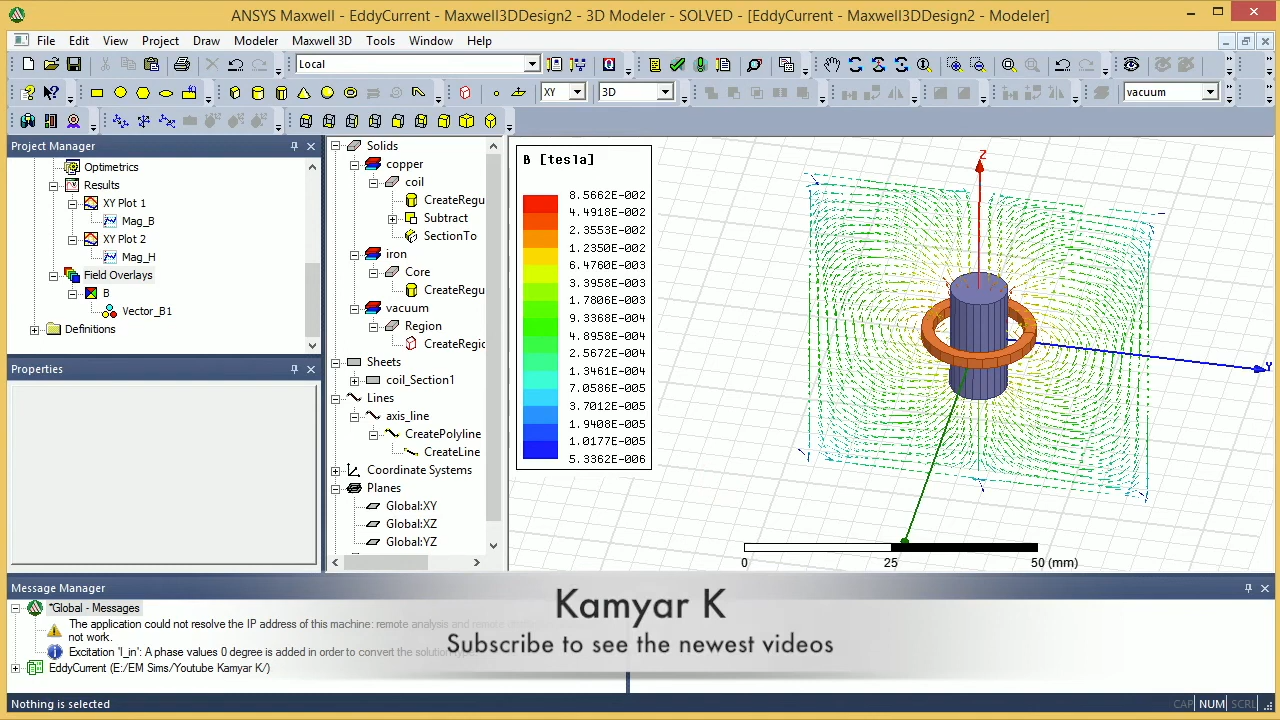 ANSYS Maxwell - EddyCurrent - Maxwell3DDesign2 - 3D Modeler - SOLVED - [EddyCurrent - Maxwell3DDesign2 - Modeler]
File Edit View Project Draw Modeler Maxwell 3D Tools Window Help
Local
XY 3D vacuum
Project Manager
Optimetrics
Results
XY Plot 1
Mag_B
XY Plot 2
Mag_H
Field Overlays
B
Vector_B1
Definitions
Properties
Solids
copper
coil
CreateRegu
Subtract
SectionTo
iron
Core
CreateRegu
vacuum
Region
CreateRegic
Sheets
coil_Section1
Lines
axis_line
CreatePolyline
CreateLine
Coordinate Systems
Planes
Global:XY
Global:XZ
Global:YZ
B [tesla]
8.5662E-002
4.4918E-002
2.3553E-002
1.2350E-002
6.4760E-003
3.3958E-003
1.7806E-003
9.3368E-004
4.8958E-004
2.5672E-004
1.3461E-004
7.0586E-005
3.7012E-005
1.9408E-005
1.0177E-005
5.3362E-006
Z
Y
0 25 50 (mm)
Message Manager
*Global - Messages
The application could not resolve the IP address of this machine: remote analysis and remote
not work.
Excitation 'I_in': A phase values 0 degree is added in order to convert the solution
EddyCurrent (E:/EM Sims/Youtube Kamyar K/)
Kamyar K
Subscribe to see the newest videos
Nothing is selected
CAP NUM SCRL